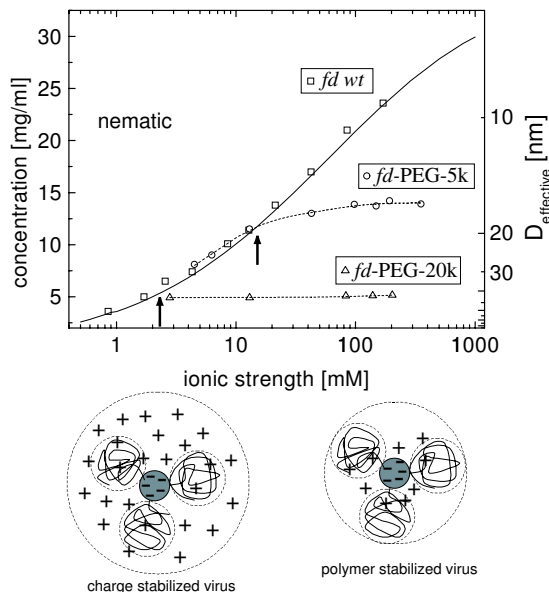 30
25
20
15
10
5
concentration [mg/ml]
nematic
fd wt
fd-PEG-5k
fd-PEG-20k
10
20
30
D effective [nm]
1
10
100
1000
ionic strength [mM]
charge stabilized virus
polymer stabilized virus